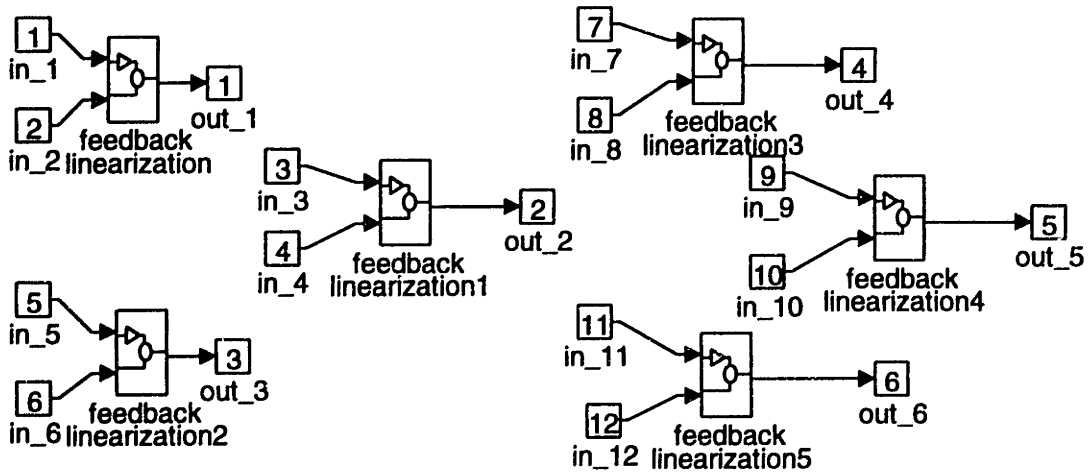 1
in_1
2
in_2
feedback
linearization
1
out_1
3
in_3
4
in_4
feedback
linearization1
2
out_2
5
in_5
6
in_6
feedback
linearization2
3
out_3
7
in_7
8
in_8
feedback
linearization3
4
out_4
9
in_9
10
in_10
feedback
linearization4
5
out_5
11
in_11
12
in_12
feedback
linearization5
6
out_6